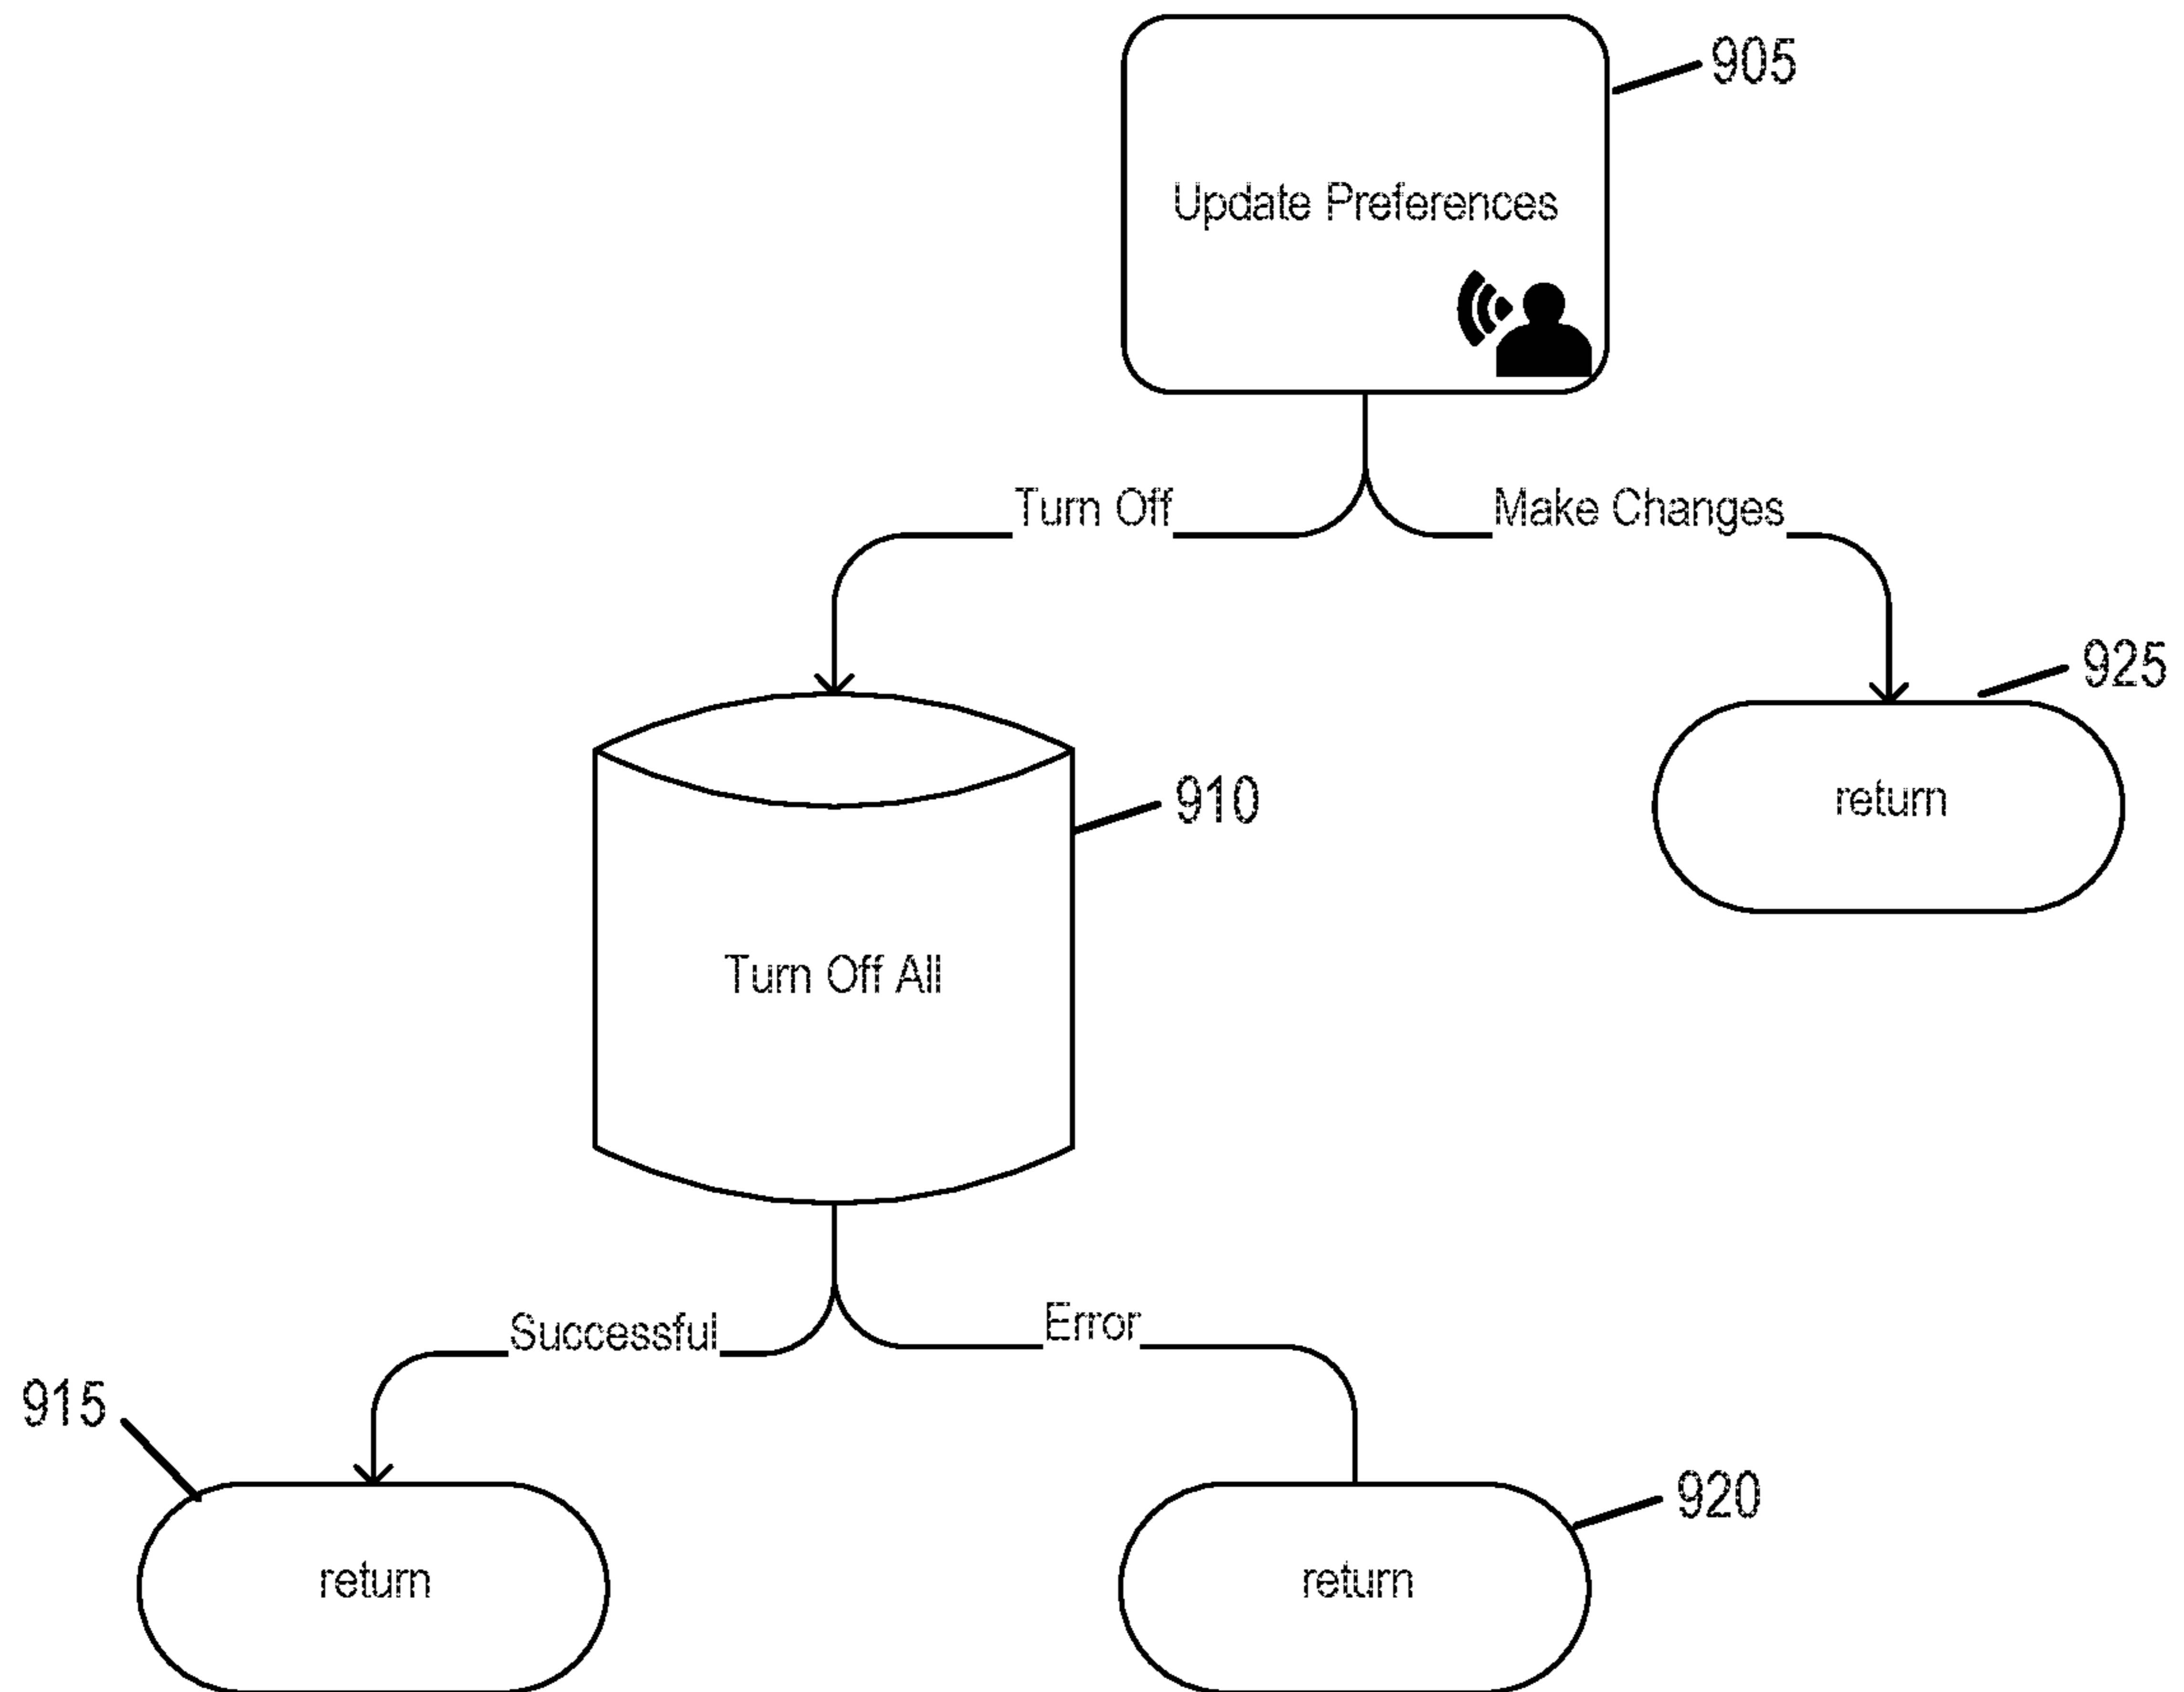 905
Update Preferences
Turn Off
Make Changes
925
return
910
Turn Off All
Successful
Error
915
920
return
return